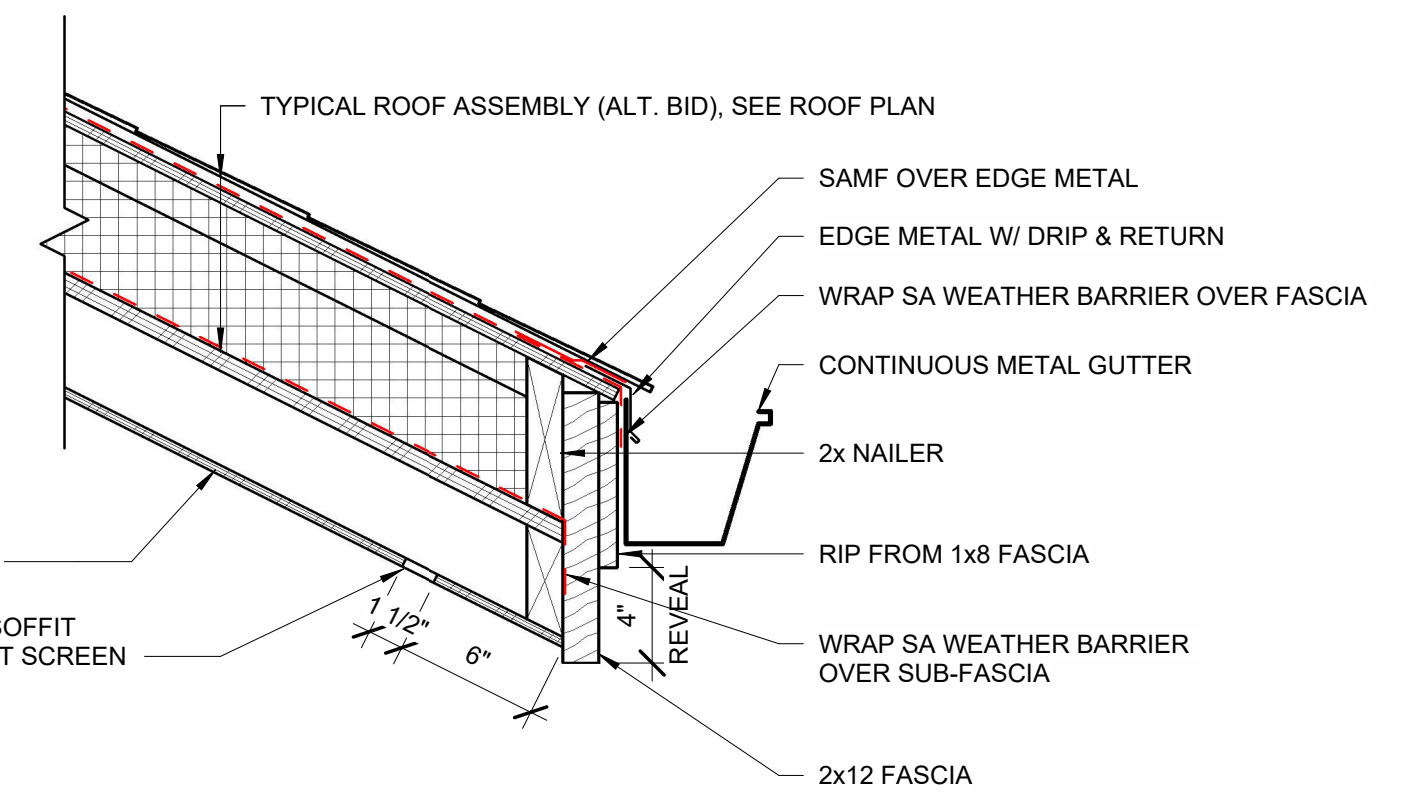 TYPICAL ROOF ASSEMBLY (ALT. BID), SEE ROOF PLAN
SAMF OVER EDGE METAL
EDGE METAL W/ DRIP & RETURN
WRAP SA WEATHER BARRIER OVER FASCIA
CONTINUOUS METAL GUTTER
2x NAILER
RIP FROM 1x8 FASCIA
4"
REVEAL
1 1/2"
6"
SOFFIT
T SCREEN
WRAP SA WEATHER BARRIER
OVER SUB-FASCIA
2x12 FASCIA